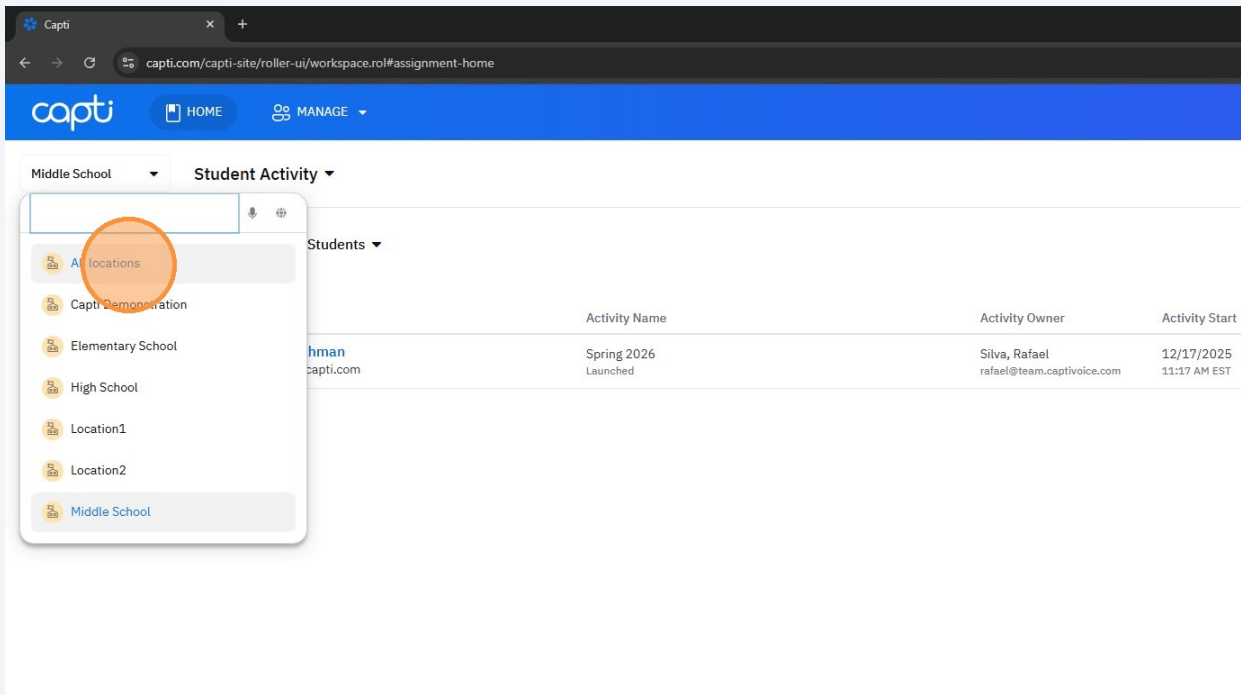 Capti
capti.com/capti-site/roller-ui/workspace.rol#assignment-home
capti HOME MANAGE
Middle School Student Activity
Students
All locations
Capti Demonstration
Elementary School
High School
Location1
Location2
Middle School
Activity Name Activity Owner Activity Start
hman Spring 2026 Silva, Rafael 12/17/2025
capti.com Launched rafael@team.captivoice.com 11:17 AM EST